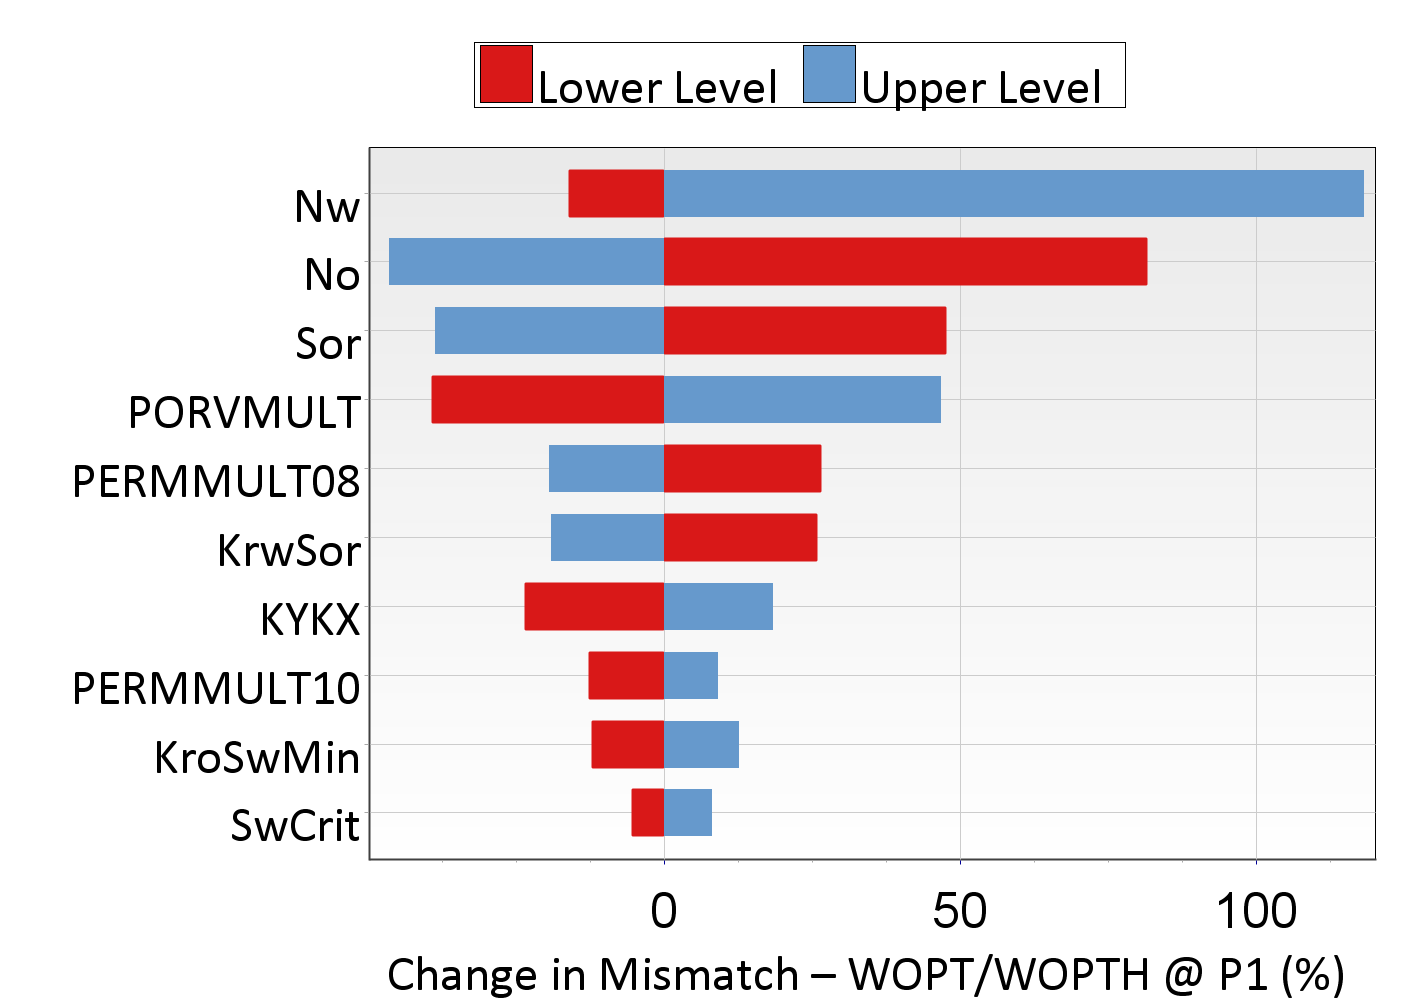 Lower Level Upper Level
Nw
No
Sor
PORVMULT
PERMMULT08
KrwSor
KYKX
PERMMULT10
KroSwMin
SwCrit
0 50 100
Change in Mismatch – WOPT/WOPTH @ P1 (%)